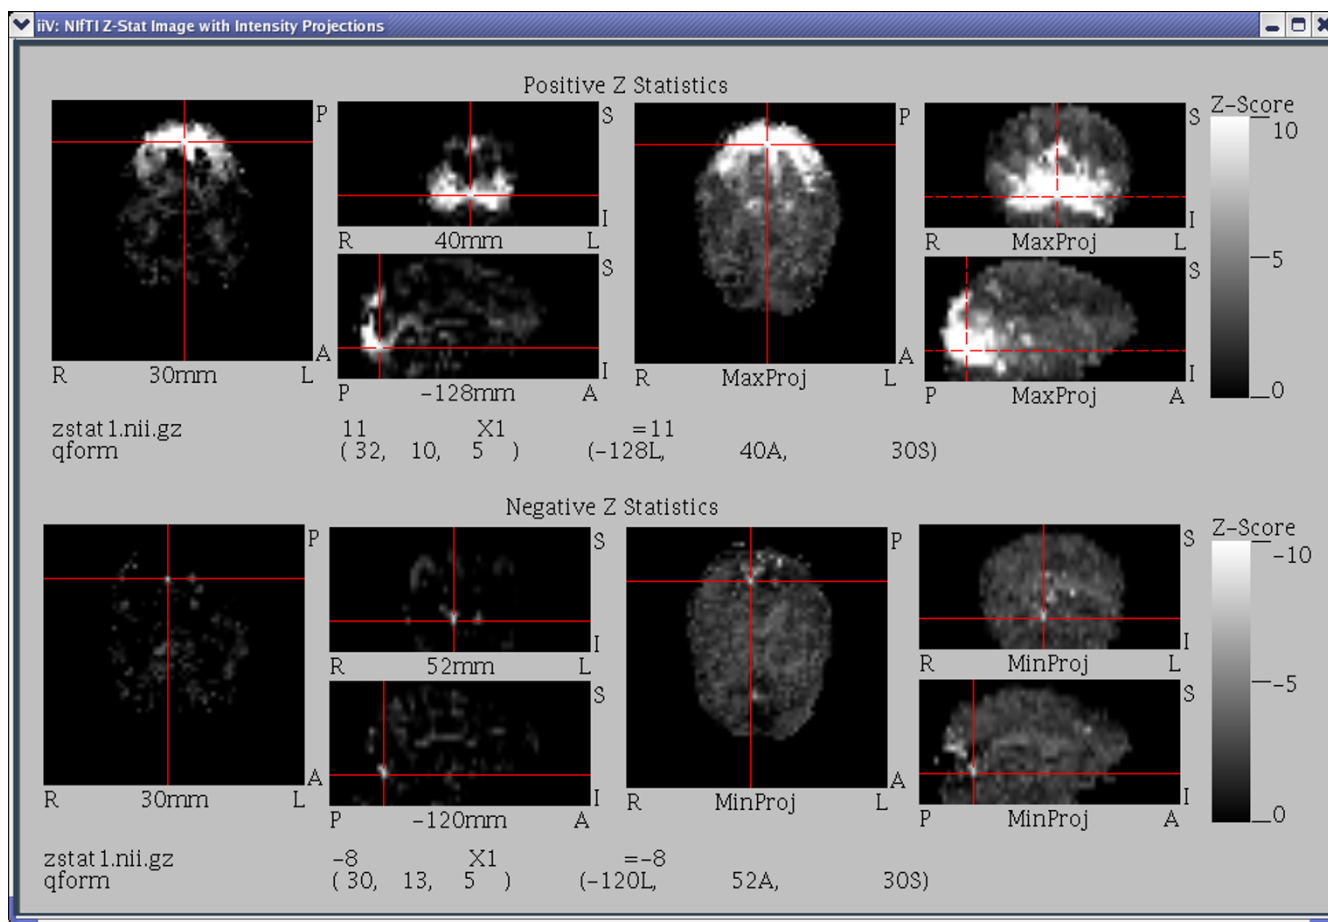 iiV: NIfTI Z-Stat Image with Intensity Projections
Positive Z Statistics
Z-Score
P S P S 10
I I
R 40mm L R MaxProj L
S S 5
A A
R 30mm L I R MaxProj L I 0
P -128mm A P MaxProj A
zstat1.nii.gz 11 X1 =11
qform ( 32, 10, 5 ) (-128L, 40A, 30S)
Negative Z Statistics
Z-Score
P S P S -10
I I
R 52mm L R MinProj L
S S -5
A A
R 30mm L I R MinProj L I 0
P -120mm A P MinProj A
zstat1.nii.gz -8 X1 =-8
qform ( 30, 13, 5 ) (-120L, 52A, 30S)